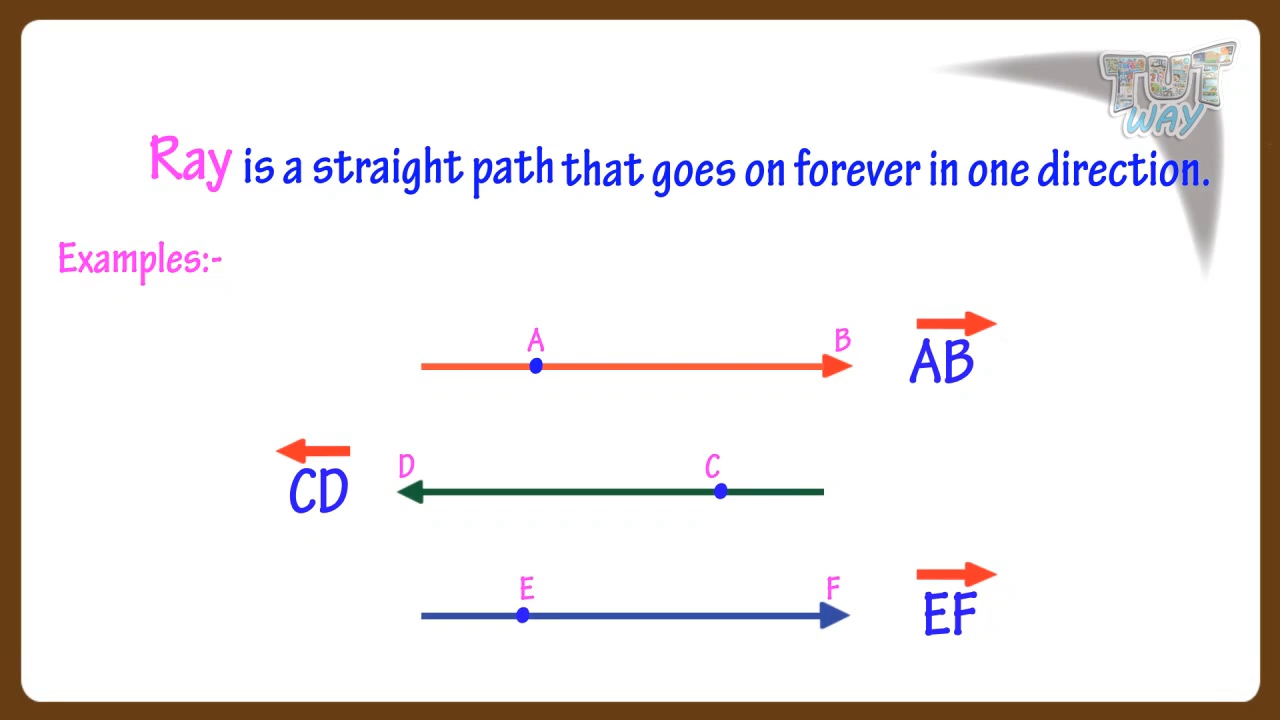 TUT
WAY
Ray is a straight path that goes on forever in one direction.
Examples:-
A B AB
CD D C
E F EF